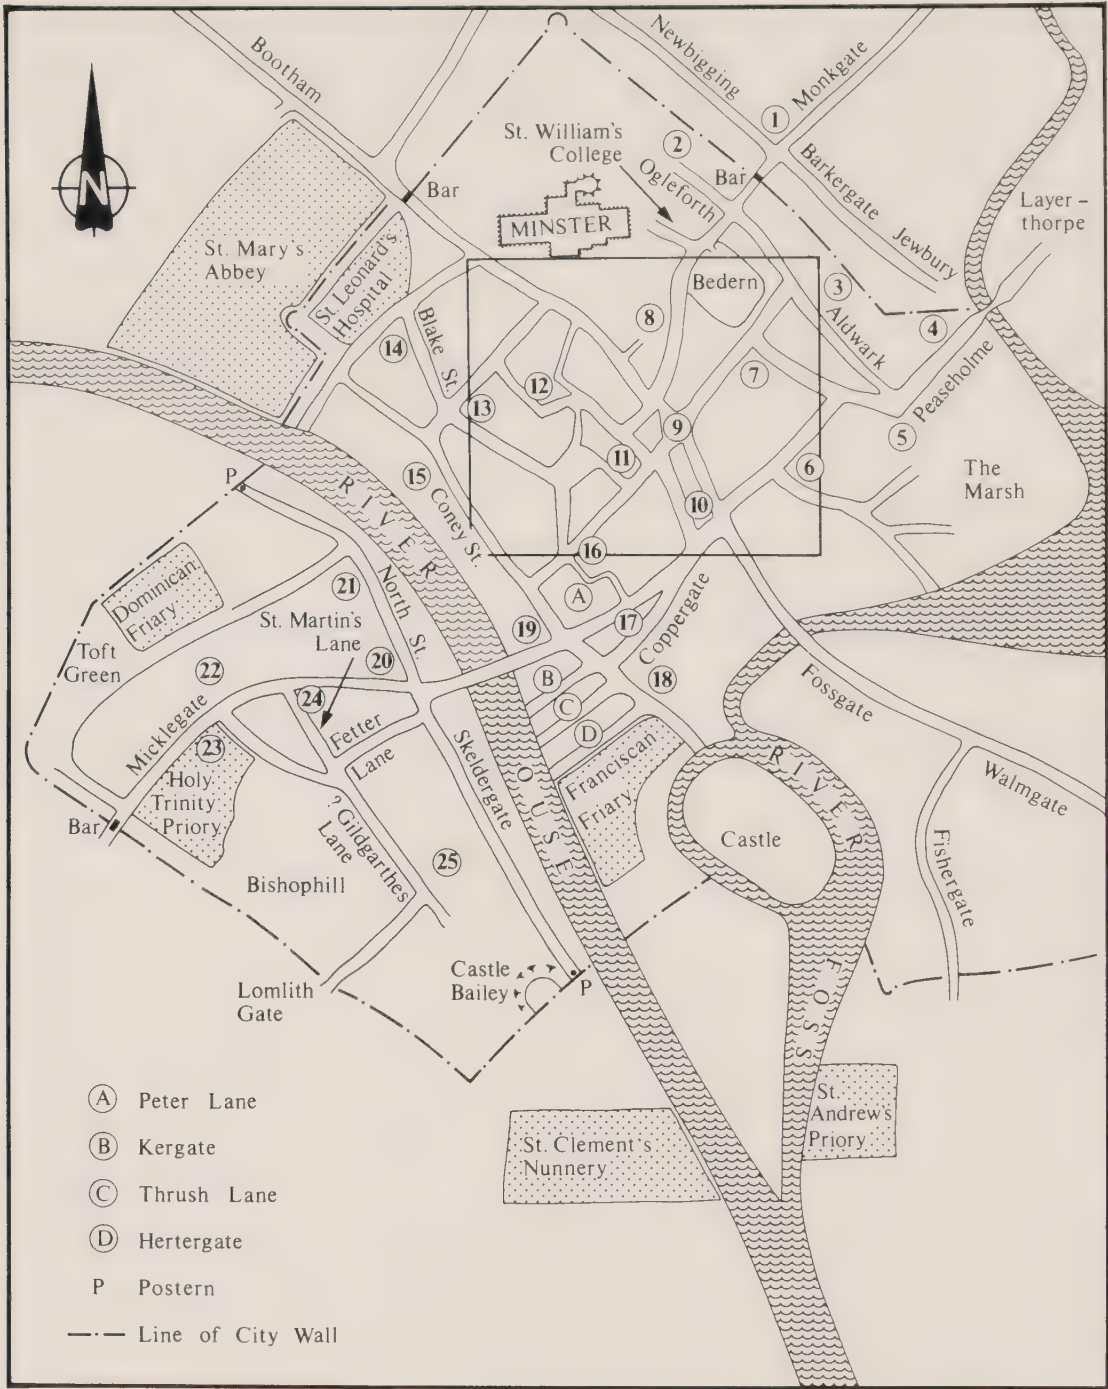 Bootham
Newbigging
Monkgate
1
St. William's
College
2
Ogleforth
Bar
Bar
Barkergate
Jewbury
Layer-
thorpe
N
MINSTER
St. Mary's
Abbey
St. Leonard's
Hospital
Bedern
3
Aldwark
4
Peaseholme
8
14
Blake
St.
12
7
13
9
5
11
6
The
Marsh
15
Coney St.
10
P
RIVER
16
Dominican
Friary
21
North
St.
A
St. Martin's
Lane
19
17
Coppergate
Toft
Green
22
20
B
18
24
C
Fossgate
Micklegate
23
Fetter
Lane
D
Holy
Trinity
Priory
Skeldergate
OUSE
Franciscan
Friary
RIVER
Walmgate
Bar
? Gildgarthes
Lane
Castle
Fishergate
Bishophill
25
Castle
Bailey
P
FOSS
Lomlith
Gate
St.
Andrew's
Priory
St. Clement's
Nunnery
A Peter Lane
B Kergate
C Thrush Lane
D Hertergate
P Postern
Line of City Wall